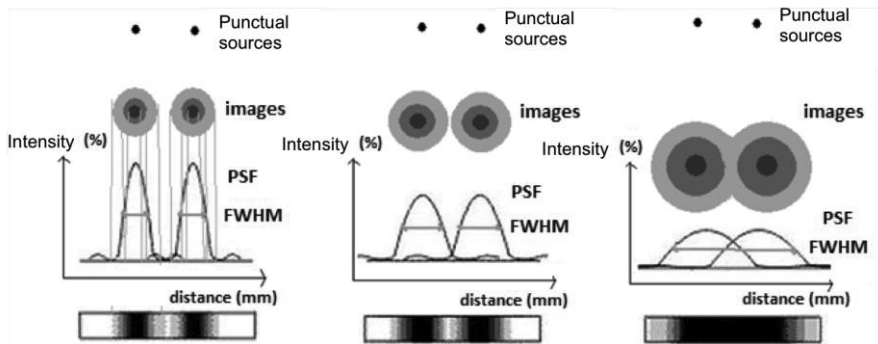 Punctual
sources
images
Intensity (%)
PSF
FWHM
distance (mm)
Punctual
sources
images
Intensity (%)
PSF
FWHM
distance (mm)
Punctual
sources
images
Intensity (%)
PSF
FWHM
distance (mm)